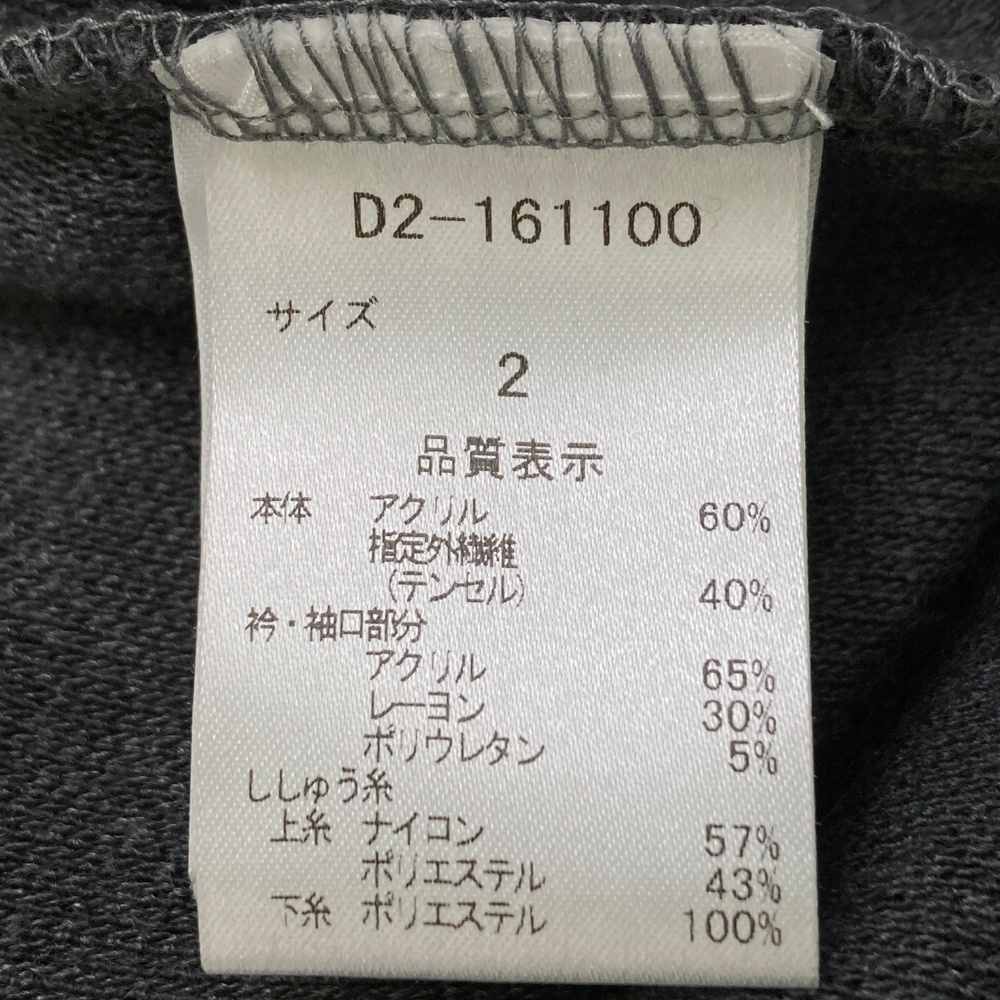 D2-161100
サイズ
2
品質表示
本体 アクリル 60%
指定外繊維
(テンセル) 40%
衿・袖口部分
アクリル 65%
レーヨン 30%
ポリウレタン 5%
ししゅう糸
上糸 ナイロン 57%
ポリエステル 43%
下糸 ポリエステル 100%